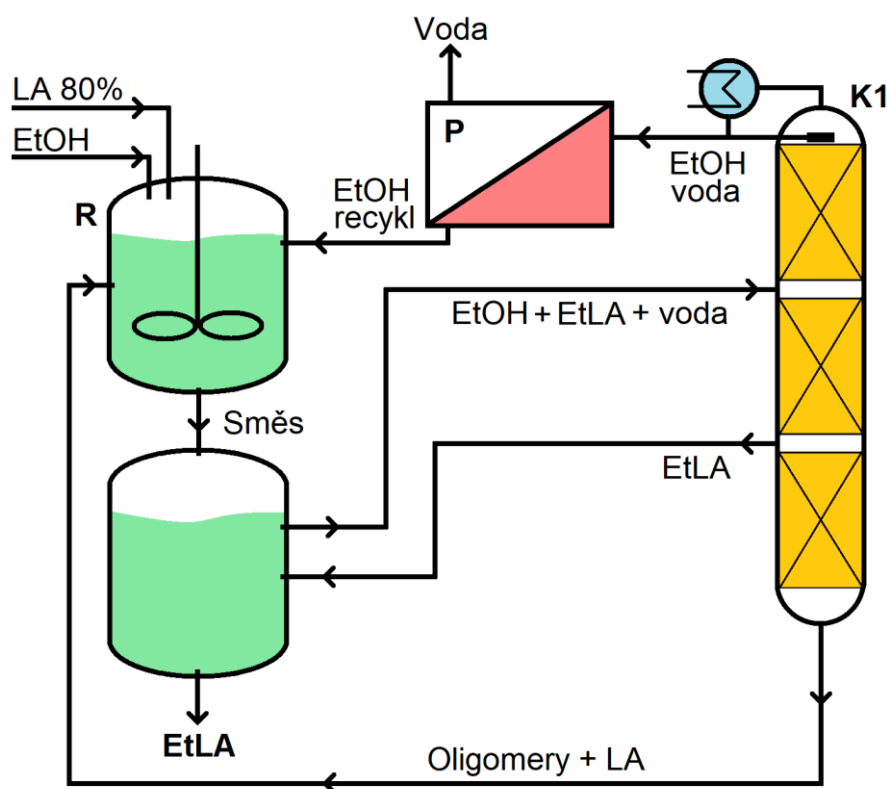 Voda
LA 80%
EtOH
K1
P
EtOH
voda
R
EtOH
recykl
EtOH + EtLA + voda
Směs
EtLA
EtLA
Oligomery + LA